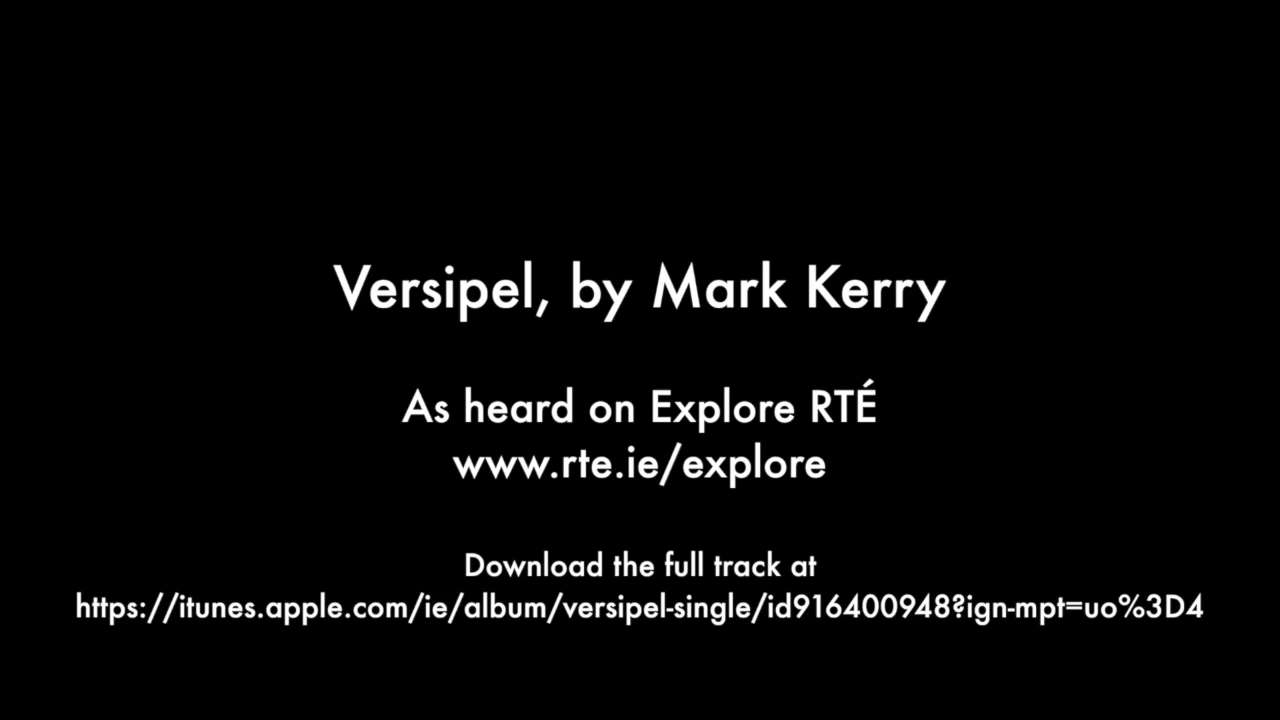 Versipel, by Mark Kerry
As heard on Explore RTÉ
www.rte.ie/explore
Download the full track at
https://itunes.apple.com/ie/album/versipel-single/id916400948?ign-mpt=uo%3D4